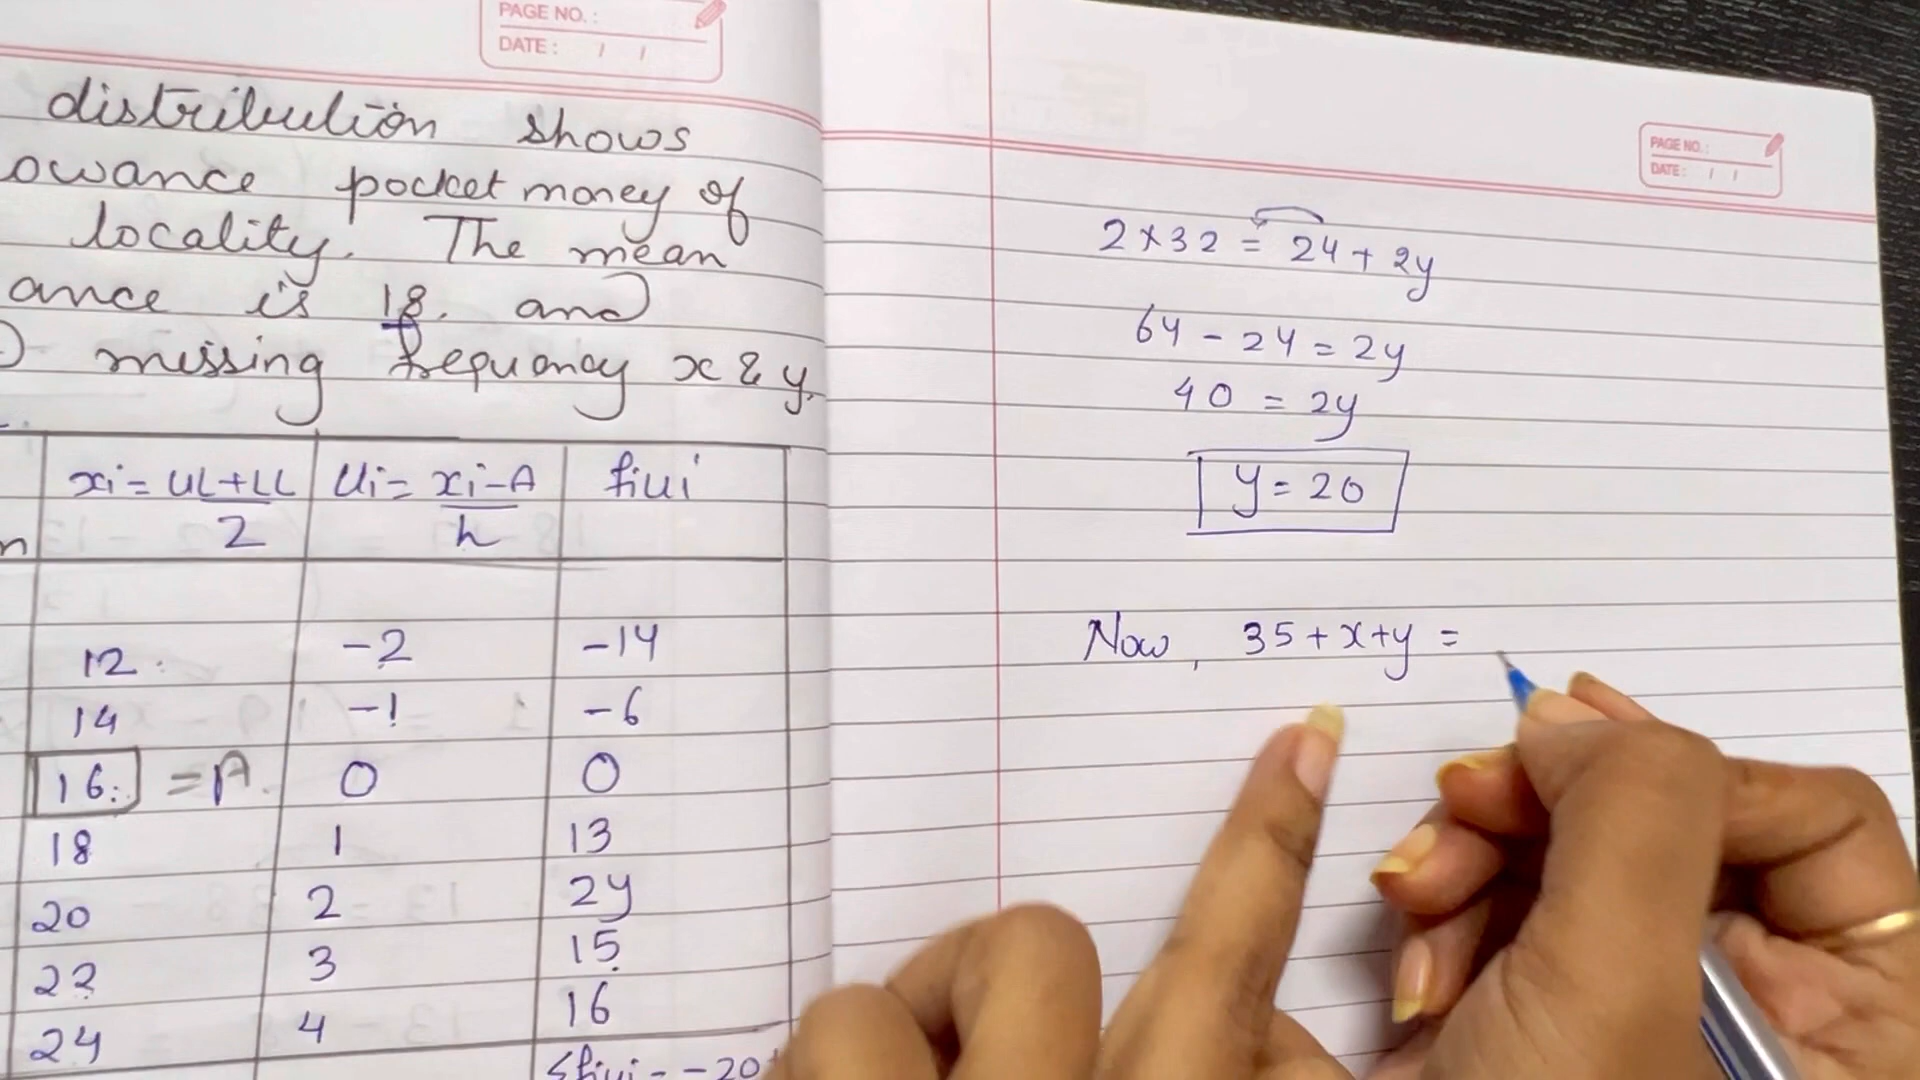 PAGE NO. :
DATE : / /
distribution shows
owance pocket money of
locality. The mean
ance is 18. and
missing frequency x & y.
xi = UL+LL / 2 ui = xi-A / h fiui
12 -2 -14
14 -1 -6
16 = A 0 0
18 1 13
20 2 2y
22 3 15
24 4 16
Σfiui = -20+
PAGE NO. :
DATE : / /
2×32 = 24 + 2y
64 - 24 = 2y
40 = 2y
y = 20
Now, 35+x+y =